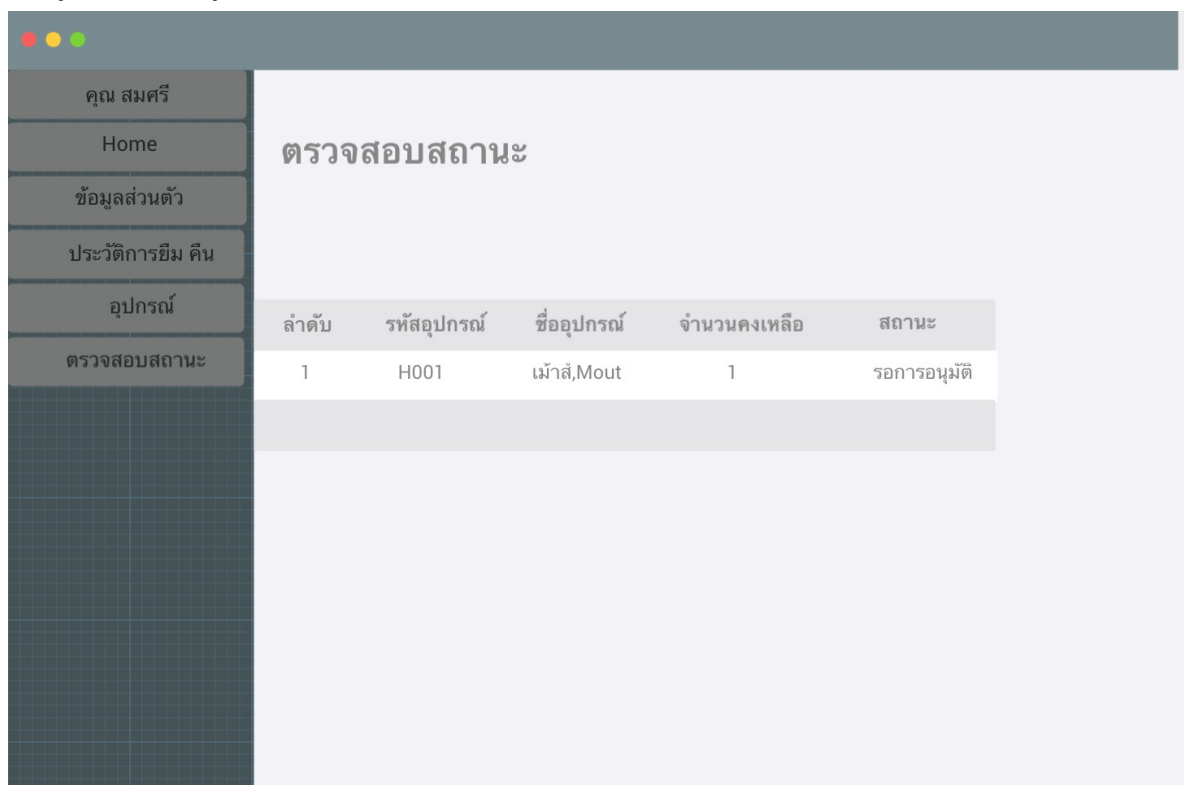 คุณ สมศรี
Home
ข้อมูลส่วนตัว
ประวัติการยืม คืน
อุปกรณ์
ตรวจสอบสถานะ
ตรวจสอบสถานะ
ลำดับ รหัสอุปกรณ์ ชื่ออุปกรณ์ จำนวนคงเหลือ สถานะ
1 H001 เม้าส์,Mout 1 รอการอนุมัติ